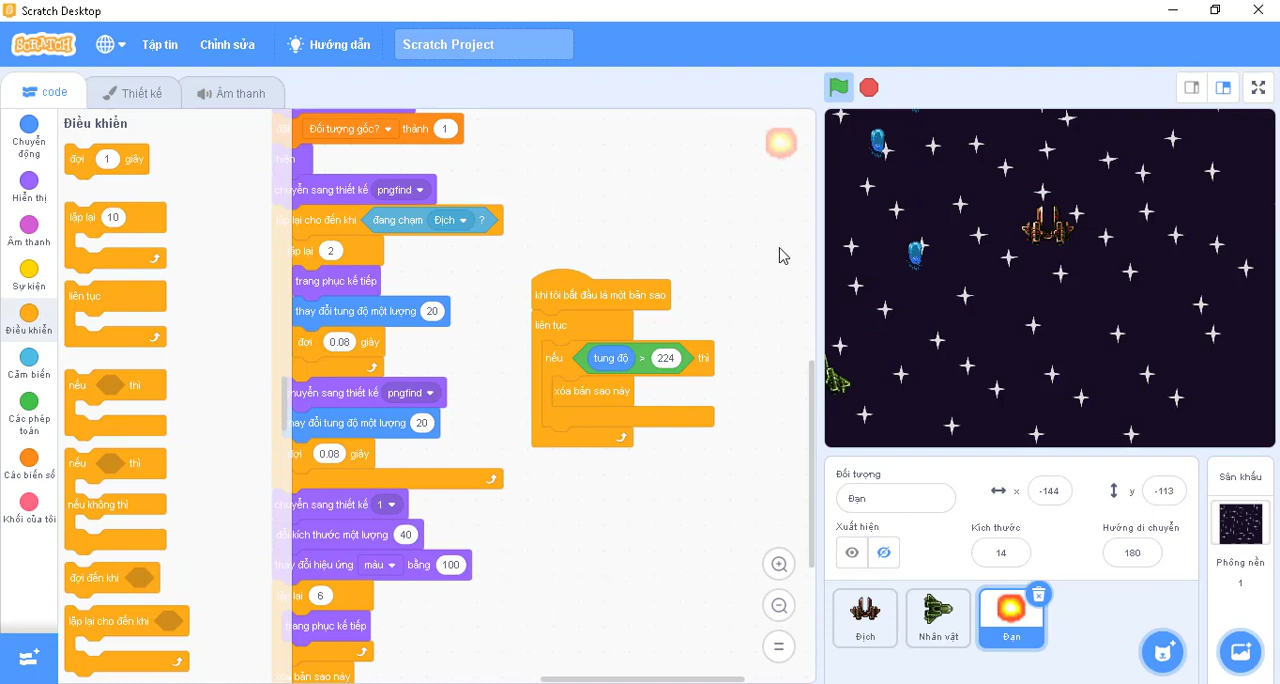 Scratch Desktop
SCRATCH
Tập tin
Chỉnh sửa
Hướng dẫn
Scratch Project
code
Thiết kế
Âm thanh
Chuyển động
Hiển thị
Âm thanh
Sự kiện
Điều khiển
Cảm biến
Các phép toán
Các biến số
Khối của tôi
Điều khiển
đợi 1 giây
lặp lại 10
liên tục
nếu thì
nếu thì
nếu không thì
đợi đến khi
lặp lại cho đến khi
Đối tượng gốc? thành 1
chuyển sang thiết kế pngfind
lặp lại cho đến khi đang chạm Địch ?
lặp lại 2
trang phục kế tiếp
thay đổi tung độ một lượng 20
đợi 0.08 giây
chuyển sang thiết kế pngfind
thay đổi tung độ một lượng 20
đợi 0.08 giây
chuyển sang thiết kế 1
đổi kích thước một lượng 40
thay đổi hiệu ứng màu bằng 100
lặp lại 6
trang phục kế tiếp
xóa bản sao này
khi tôi bắt đầu là một bản sao
liên tục
nếu tung độ > 224 thì
xóa bản sao này
Đối tượng
Đạn
x -144
y -113
Xuất hiện
Kích thước
14
Hướng di chuyển
180
Địch
Nhân vật
Đạn
Sân khấu
Phông nền
1